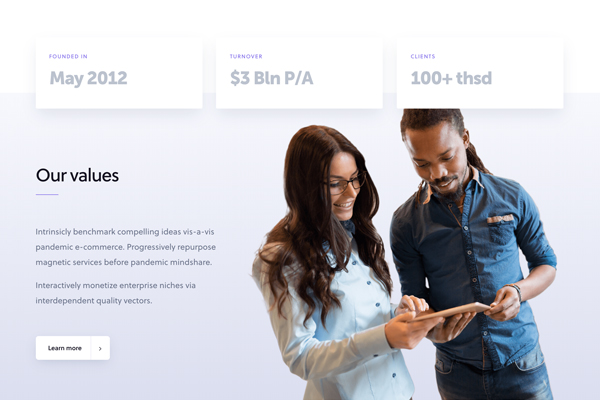 FOUNDED IN
May 2012
TURNOVER
$3 Bln P/A
CLIENTS
100+ thsd
Our values
Intrinsicly benchmark compelling ideas vis-a-vis
pandemic e-commerce. Progressively repurpose
magnetic services before pandemic mindshare.
Interactively monetize enterprise niches via
interdependent quality vectors.
Learn more